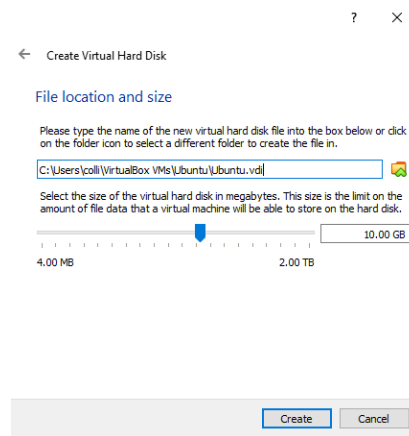 ? ×
← Create Virtual Hard Disk
File location and size
Please type the name of the new virtual hard disk file into the box below or click
on the folder icon to select a different folder to create the file in.
C:\Users\colli\VirtualBox VMs\Ubuntu\Ubuntu.vdi
Select the size of the virtual hard disk in megabytes. This size is the limit on the
amount of file data that a virtual machine will be able to store on the hard disk.
10.00 GB
4.00 MB 2.00 TB
Create Cancel